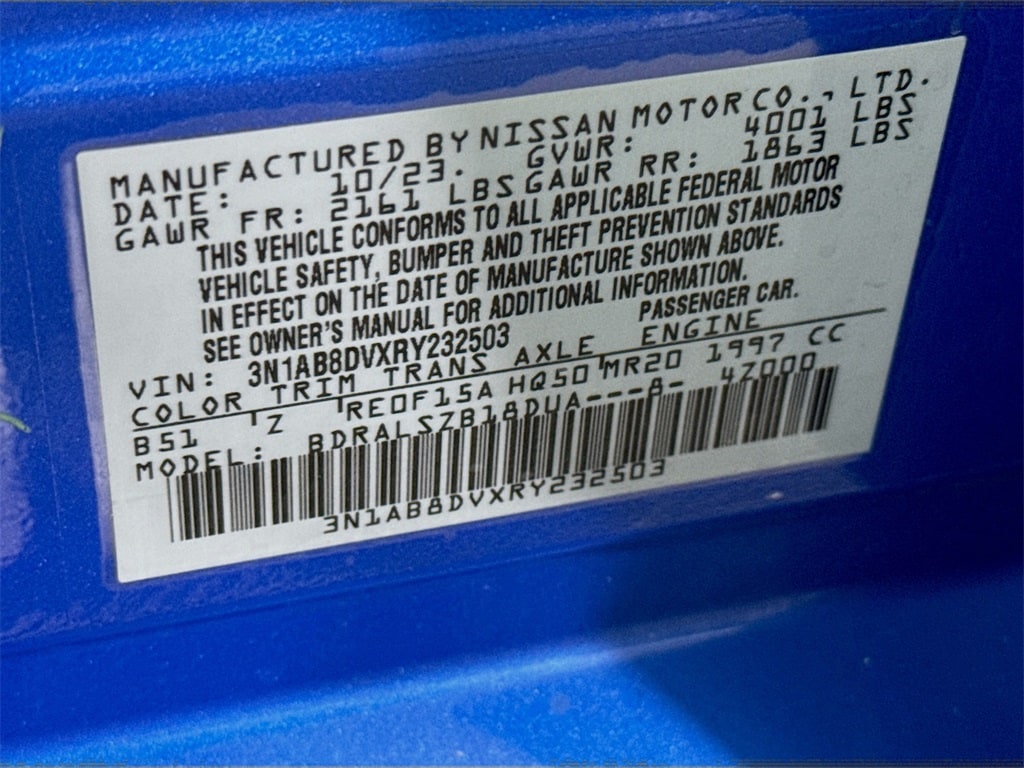 MANUFACTURED BY NISSAN MOTOR CO., LTD.
DATE: 10/23. GVWR: 4001 LBS
GAWR FR: 2161 LBS GAWR RR: 1863 LBS
THIS VEHICLE CONFORMS TO ALL APPLICABLE FEDERAL MOTOR
VEHICLE SAFETY, BUMPER AND THEFT PREVENTION STANDARDS
IN EFFECT ON THE DATE OF MANUFACTURE SHOWN ABOVE.
SEE OWNER'S MANUAL FOR ADDITIONAL INFORMATION.
VIN: 3N1AB8DVXRY232503 PASSENGER CAR.
COLOR TRIM TRANS AXLE ENGINE
B51 Z RE0F15A HQ50 MR20 1997 CC
MODEL: BDRALSZB18DUA---B- 4Z000
3N1AB8DVXRY232503